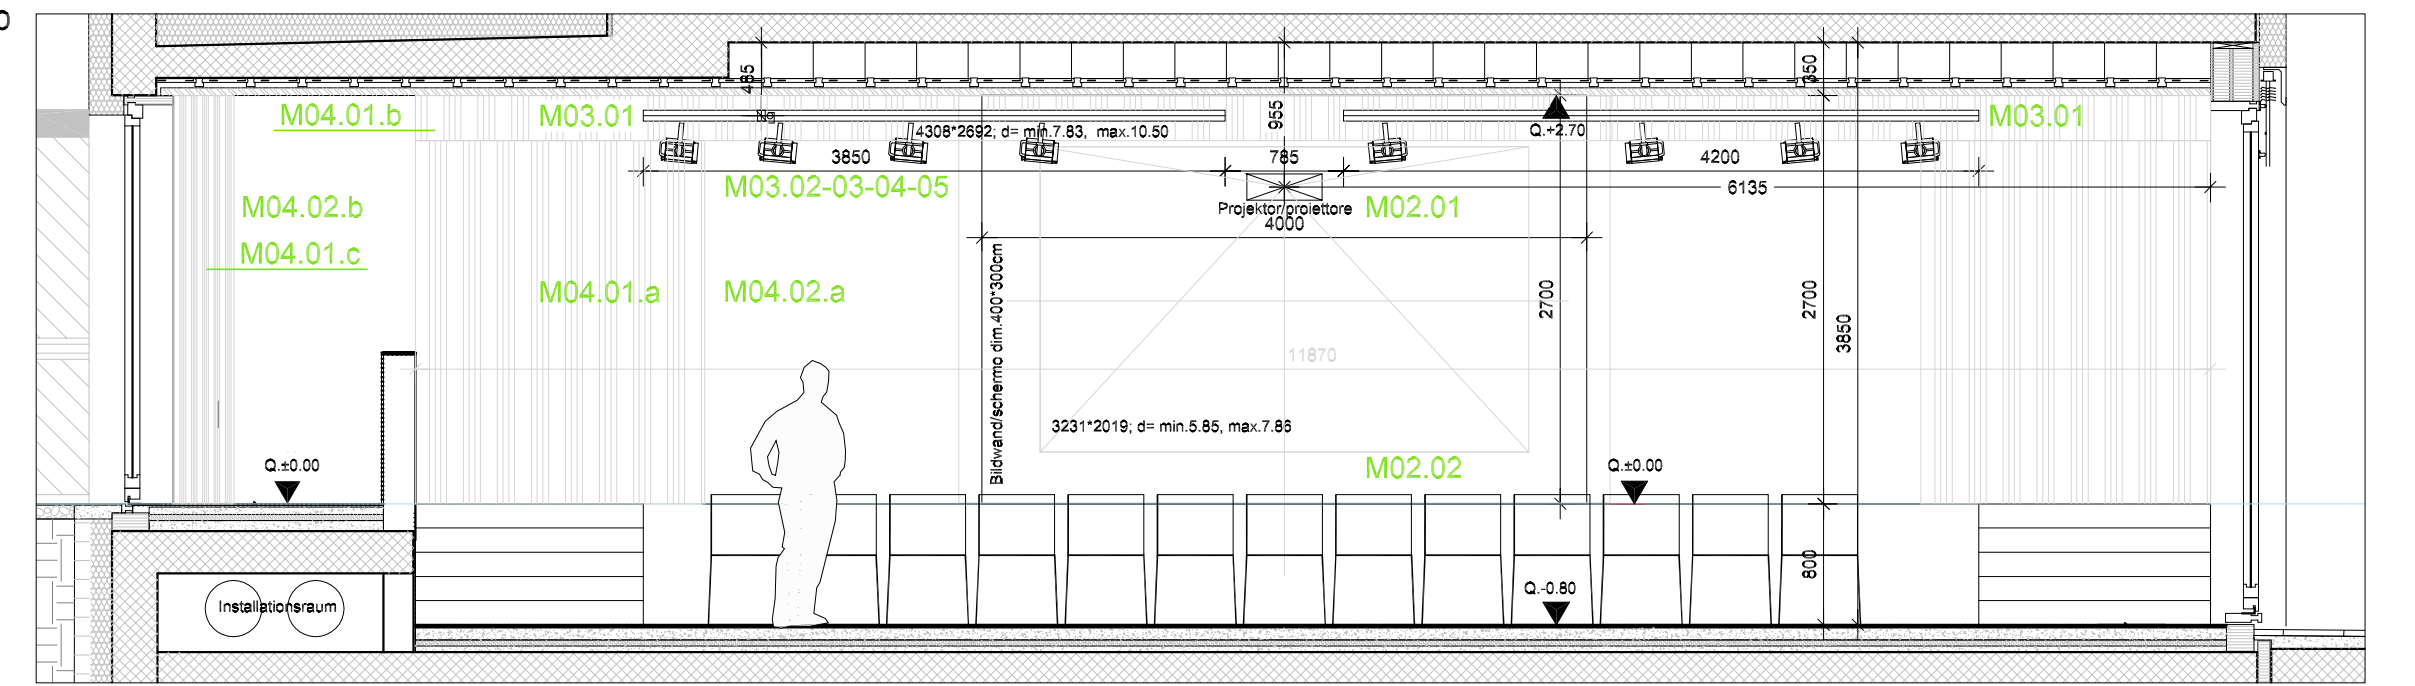 M04.01.b
M03.01
485
955
350
M03.01
4308*2692; d= min.7.83, max.10.50
Q.+2.70
3850
785
4200
M03.02-03-04-05
6135
M04.02.b
Projektor/proiettore
M02.01
4000
M04.01.c
M04.01.a
M04.02.a
Bildwand/schermo dim.400*300cm
2700
2700
3850
11870
3231*2019; d= min.5.85, max.7.86
Q.±0.00
M02.02
Q.±0.00
800
Q.-0.80
Installationsraum